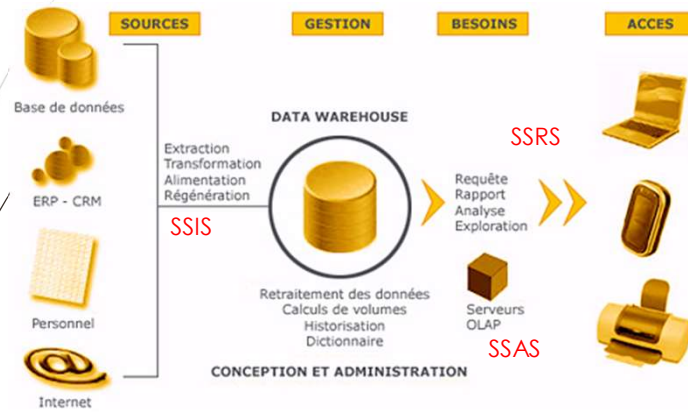 SOURCES
GESTION
BESOINS
ACCES
Base de données
ERP - CRM
Personnel
Internet
Extraction
Transformation
Alimentation
Régénération
SSIS
DATA WAREHOUSE
Retraitement des données
Calculs de volumes
Historisation
Dictionnaire
SSRS
Requête
Rapport
Analyse
Exploration
Serveurs
OLAP
SSAS
CONCEPTION ET ADMINISTRATION